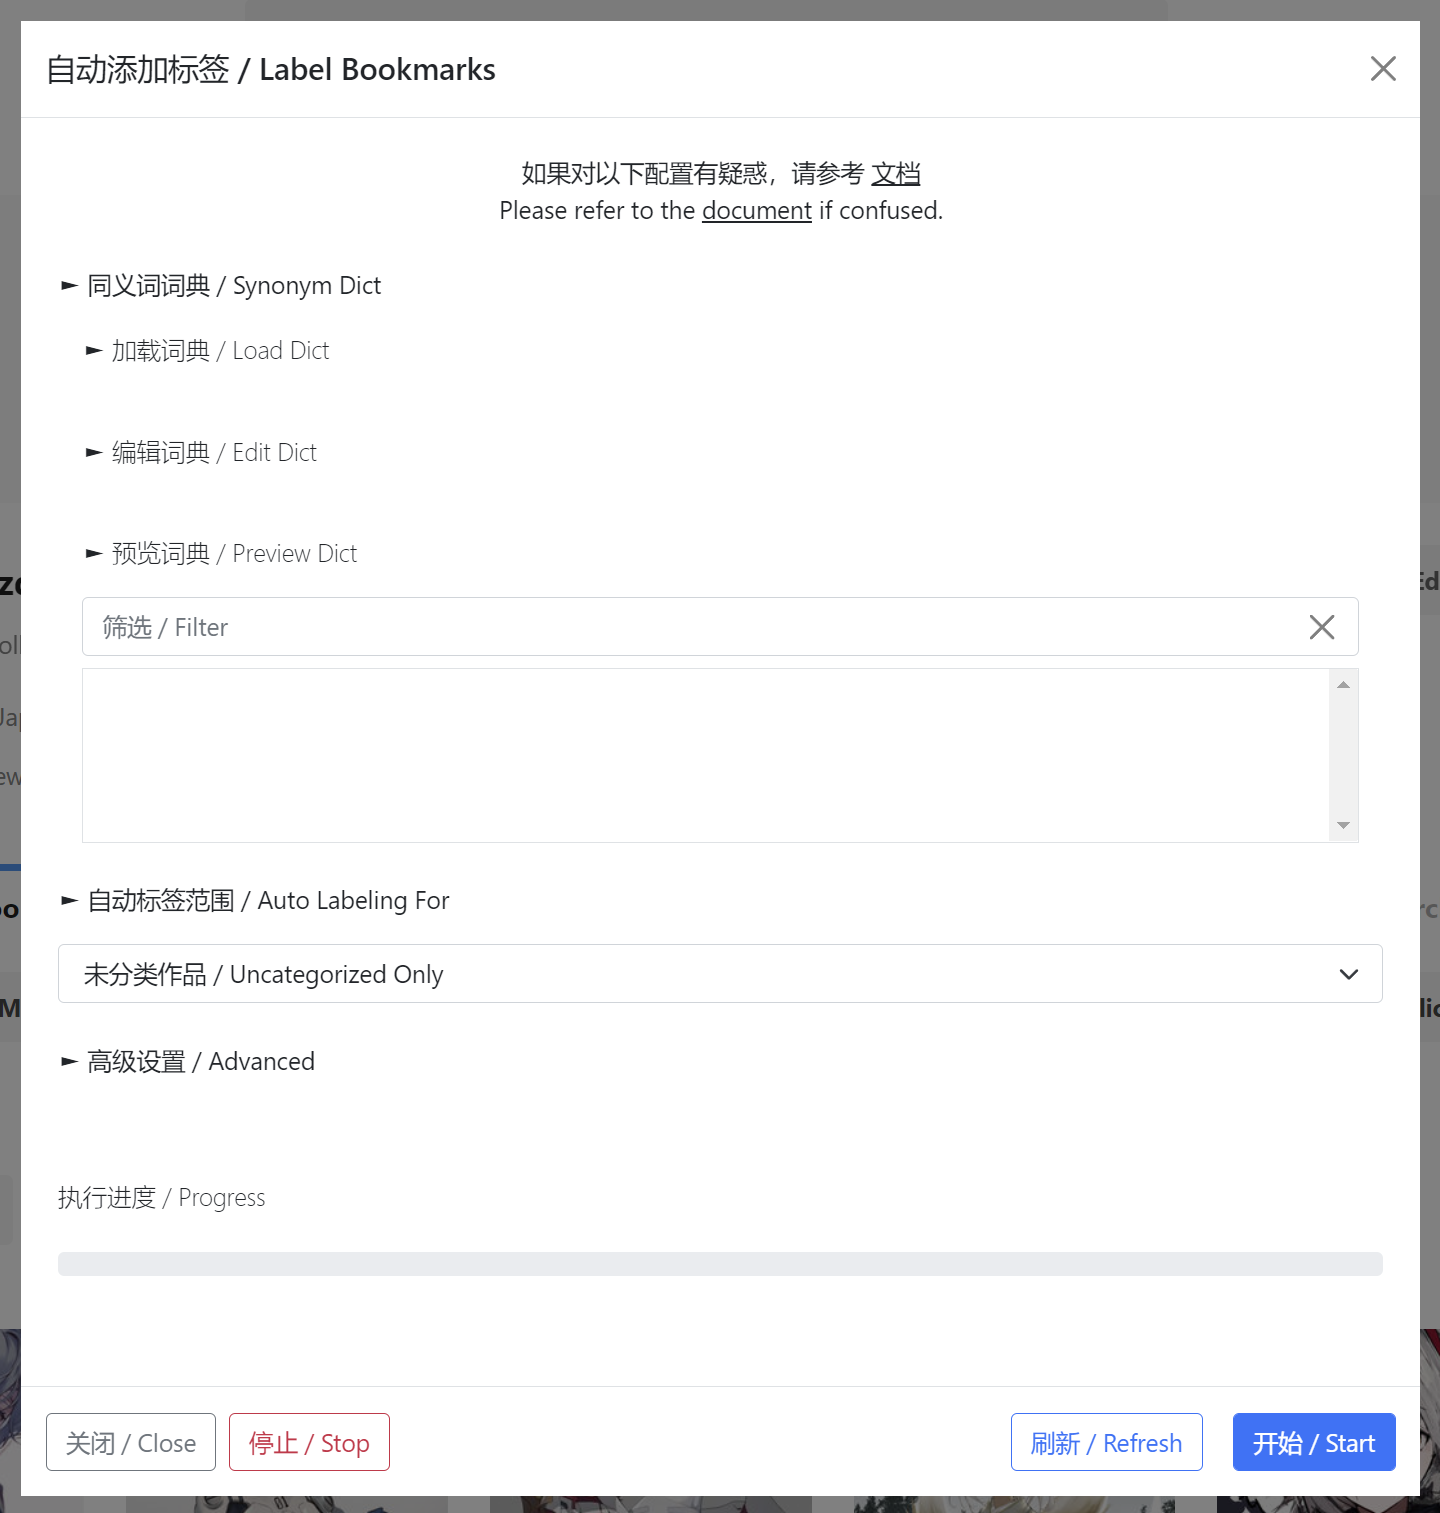 自动添加标签 / Label Bookmarks
如果对以下配置有疑惑，请参考 文档
Please refer to the document if confused.
► 同义词词典 / Synonym Dict
► 加载词典 / Load Dict
► 编辑词典 / Edit Dict
► 预览词典 / Preview Dict
筛选 / Filter
► 自动标签范围 / Auto Labeling For
未分类作品 / Uncategorized Only
► 高级设置 / Advanced
执行进度 / Progress
关闭 / Close
停止 / Stop
刷新 / Refresh
开始 / Start